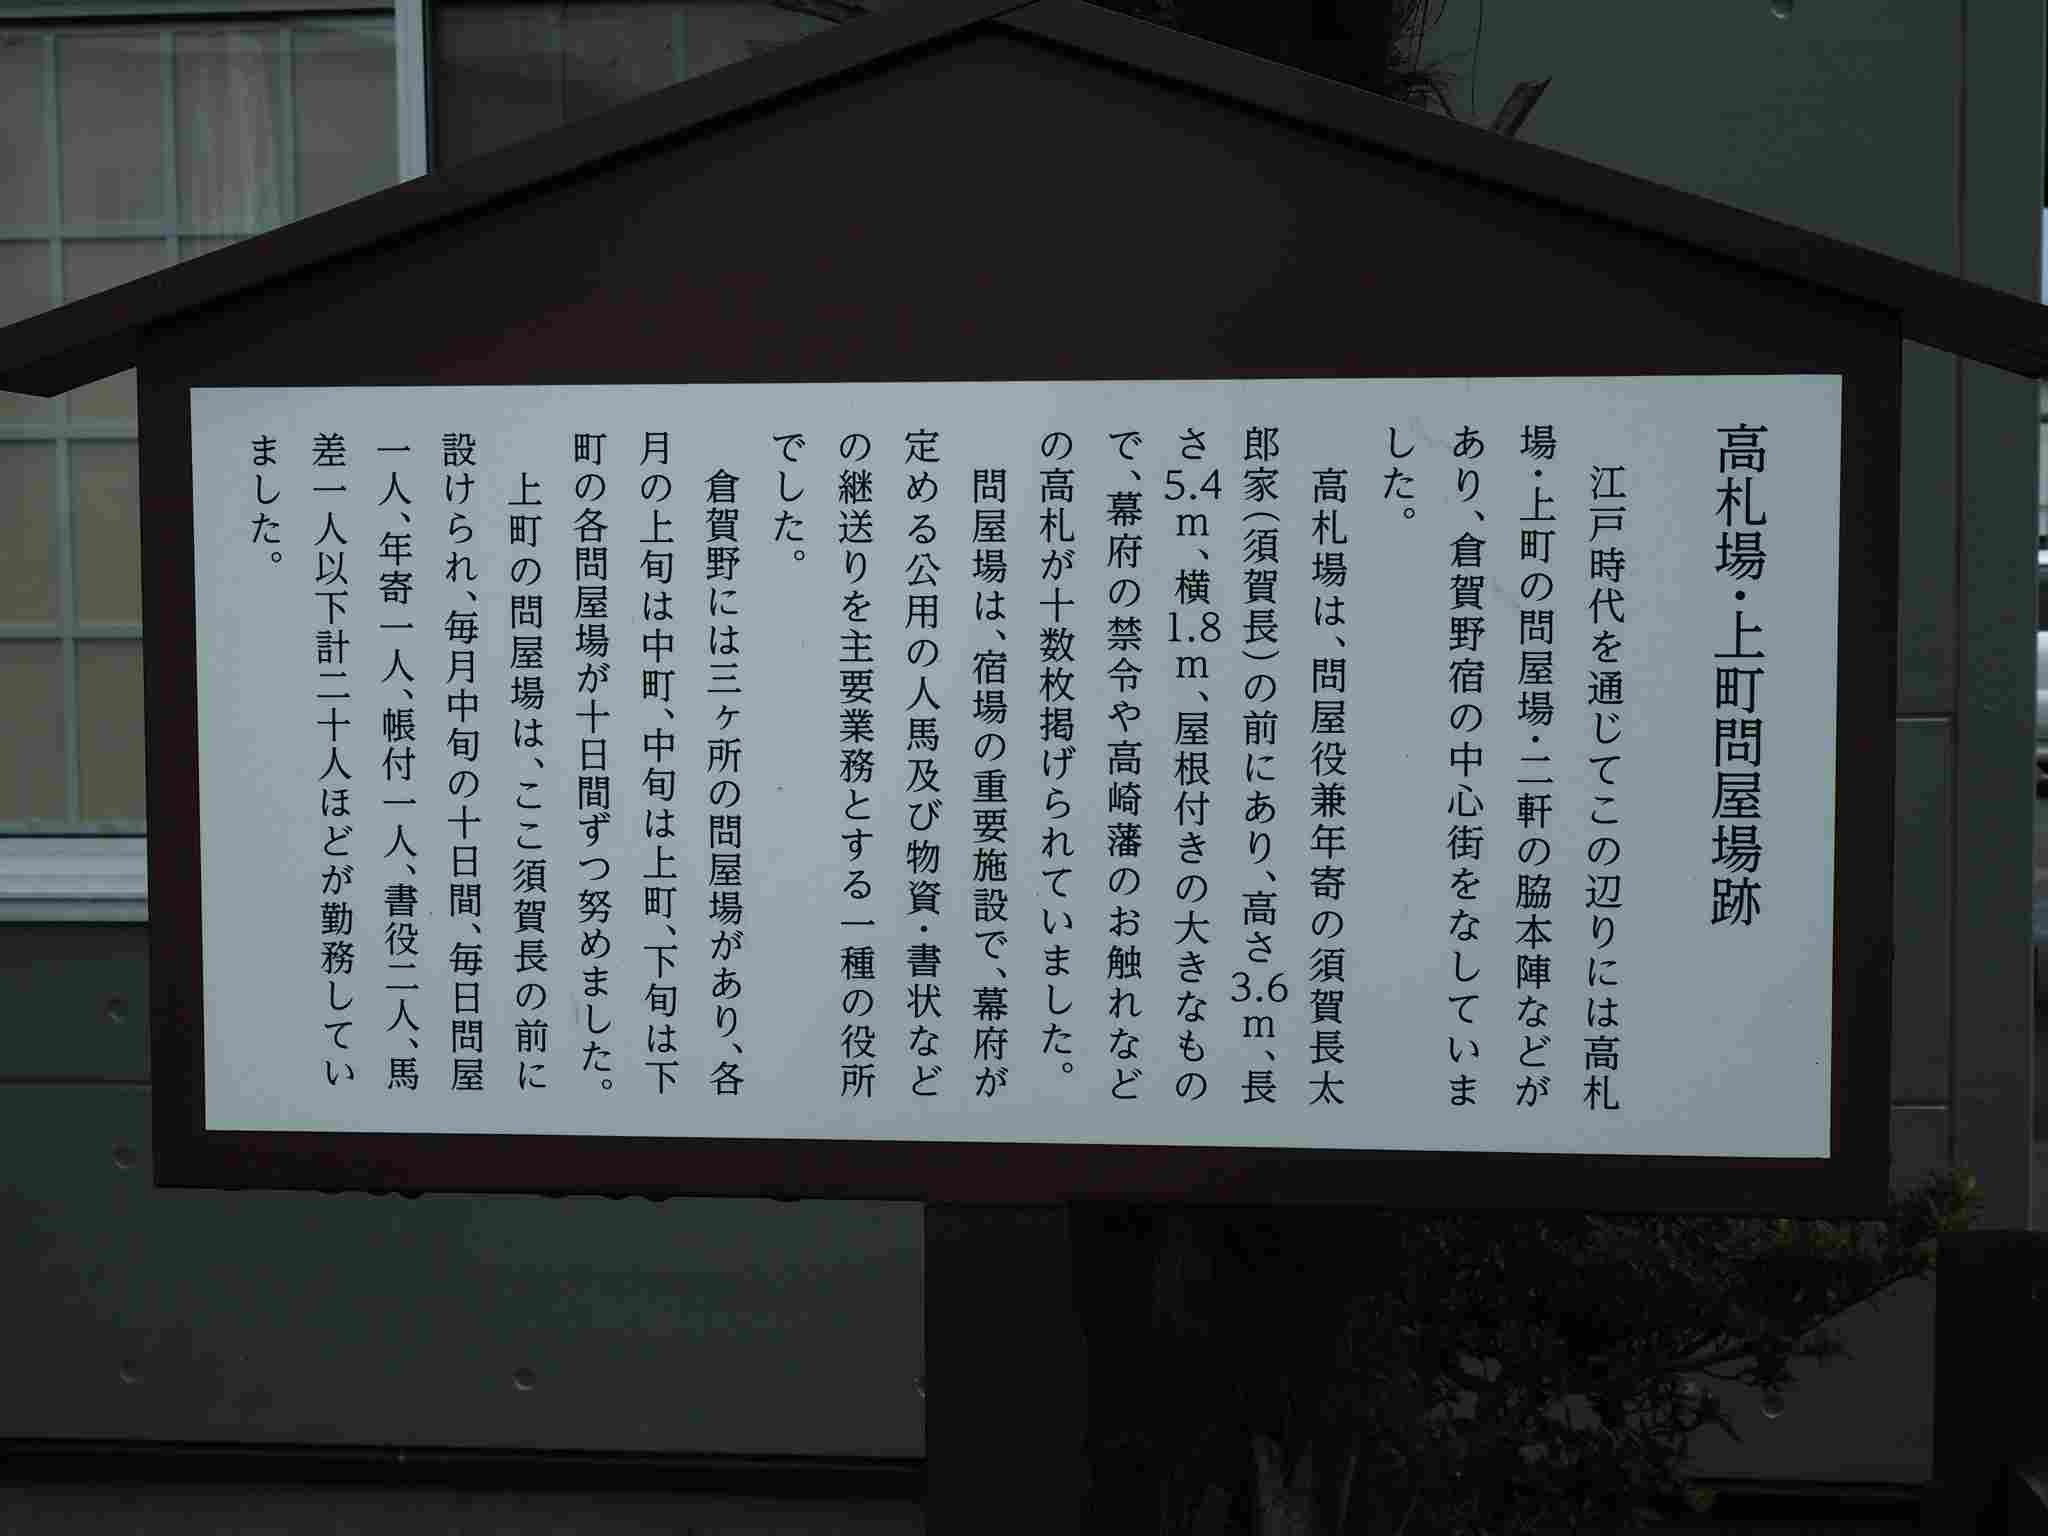 高札場・上町問屋場跡
江戸時代を通じてこの辺りには高札
場・上町の問屋場・二軒の脇本陣などが
あり、倉賀野宿の中心街をなしていま
した。
高札場は、問屋役兼年寄の須賀長太
郎家(須賀長)の前にあり、高さ3.6m、長
さ5.4m、横1.8m、屋根付きの大きなもの
で、幕府の禁令や高崎藩のお触れなど
の高札が十数枚掲げられていました。
問屋場は、宿場の重要施設で、幕府が
定める公用の人馬及び物資・書状など
の継送りを主要業務とする一種の役所
でした。
倉賀野には三ヶ所の問屋場があり、各
月の上旬は中町、中旬は上町、下旬は下
町の各問屋場が十日間ずつ努めました。
上町の問屋場は、ここ須賀長の前に
設けられ、毎月中旬の十日間、毎日問屋
一人、年寄一人、帳付一人、書役二人、馬
差一人以下計二十人ほどが勤務してい
ました。